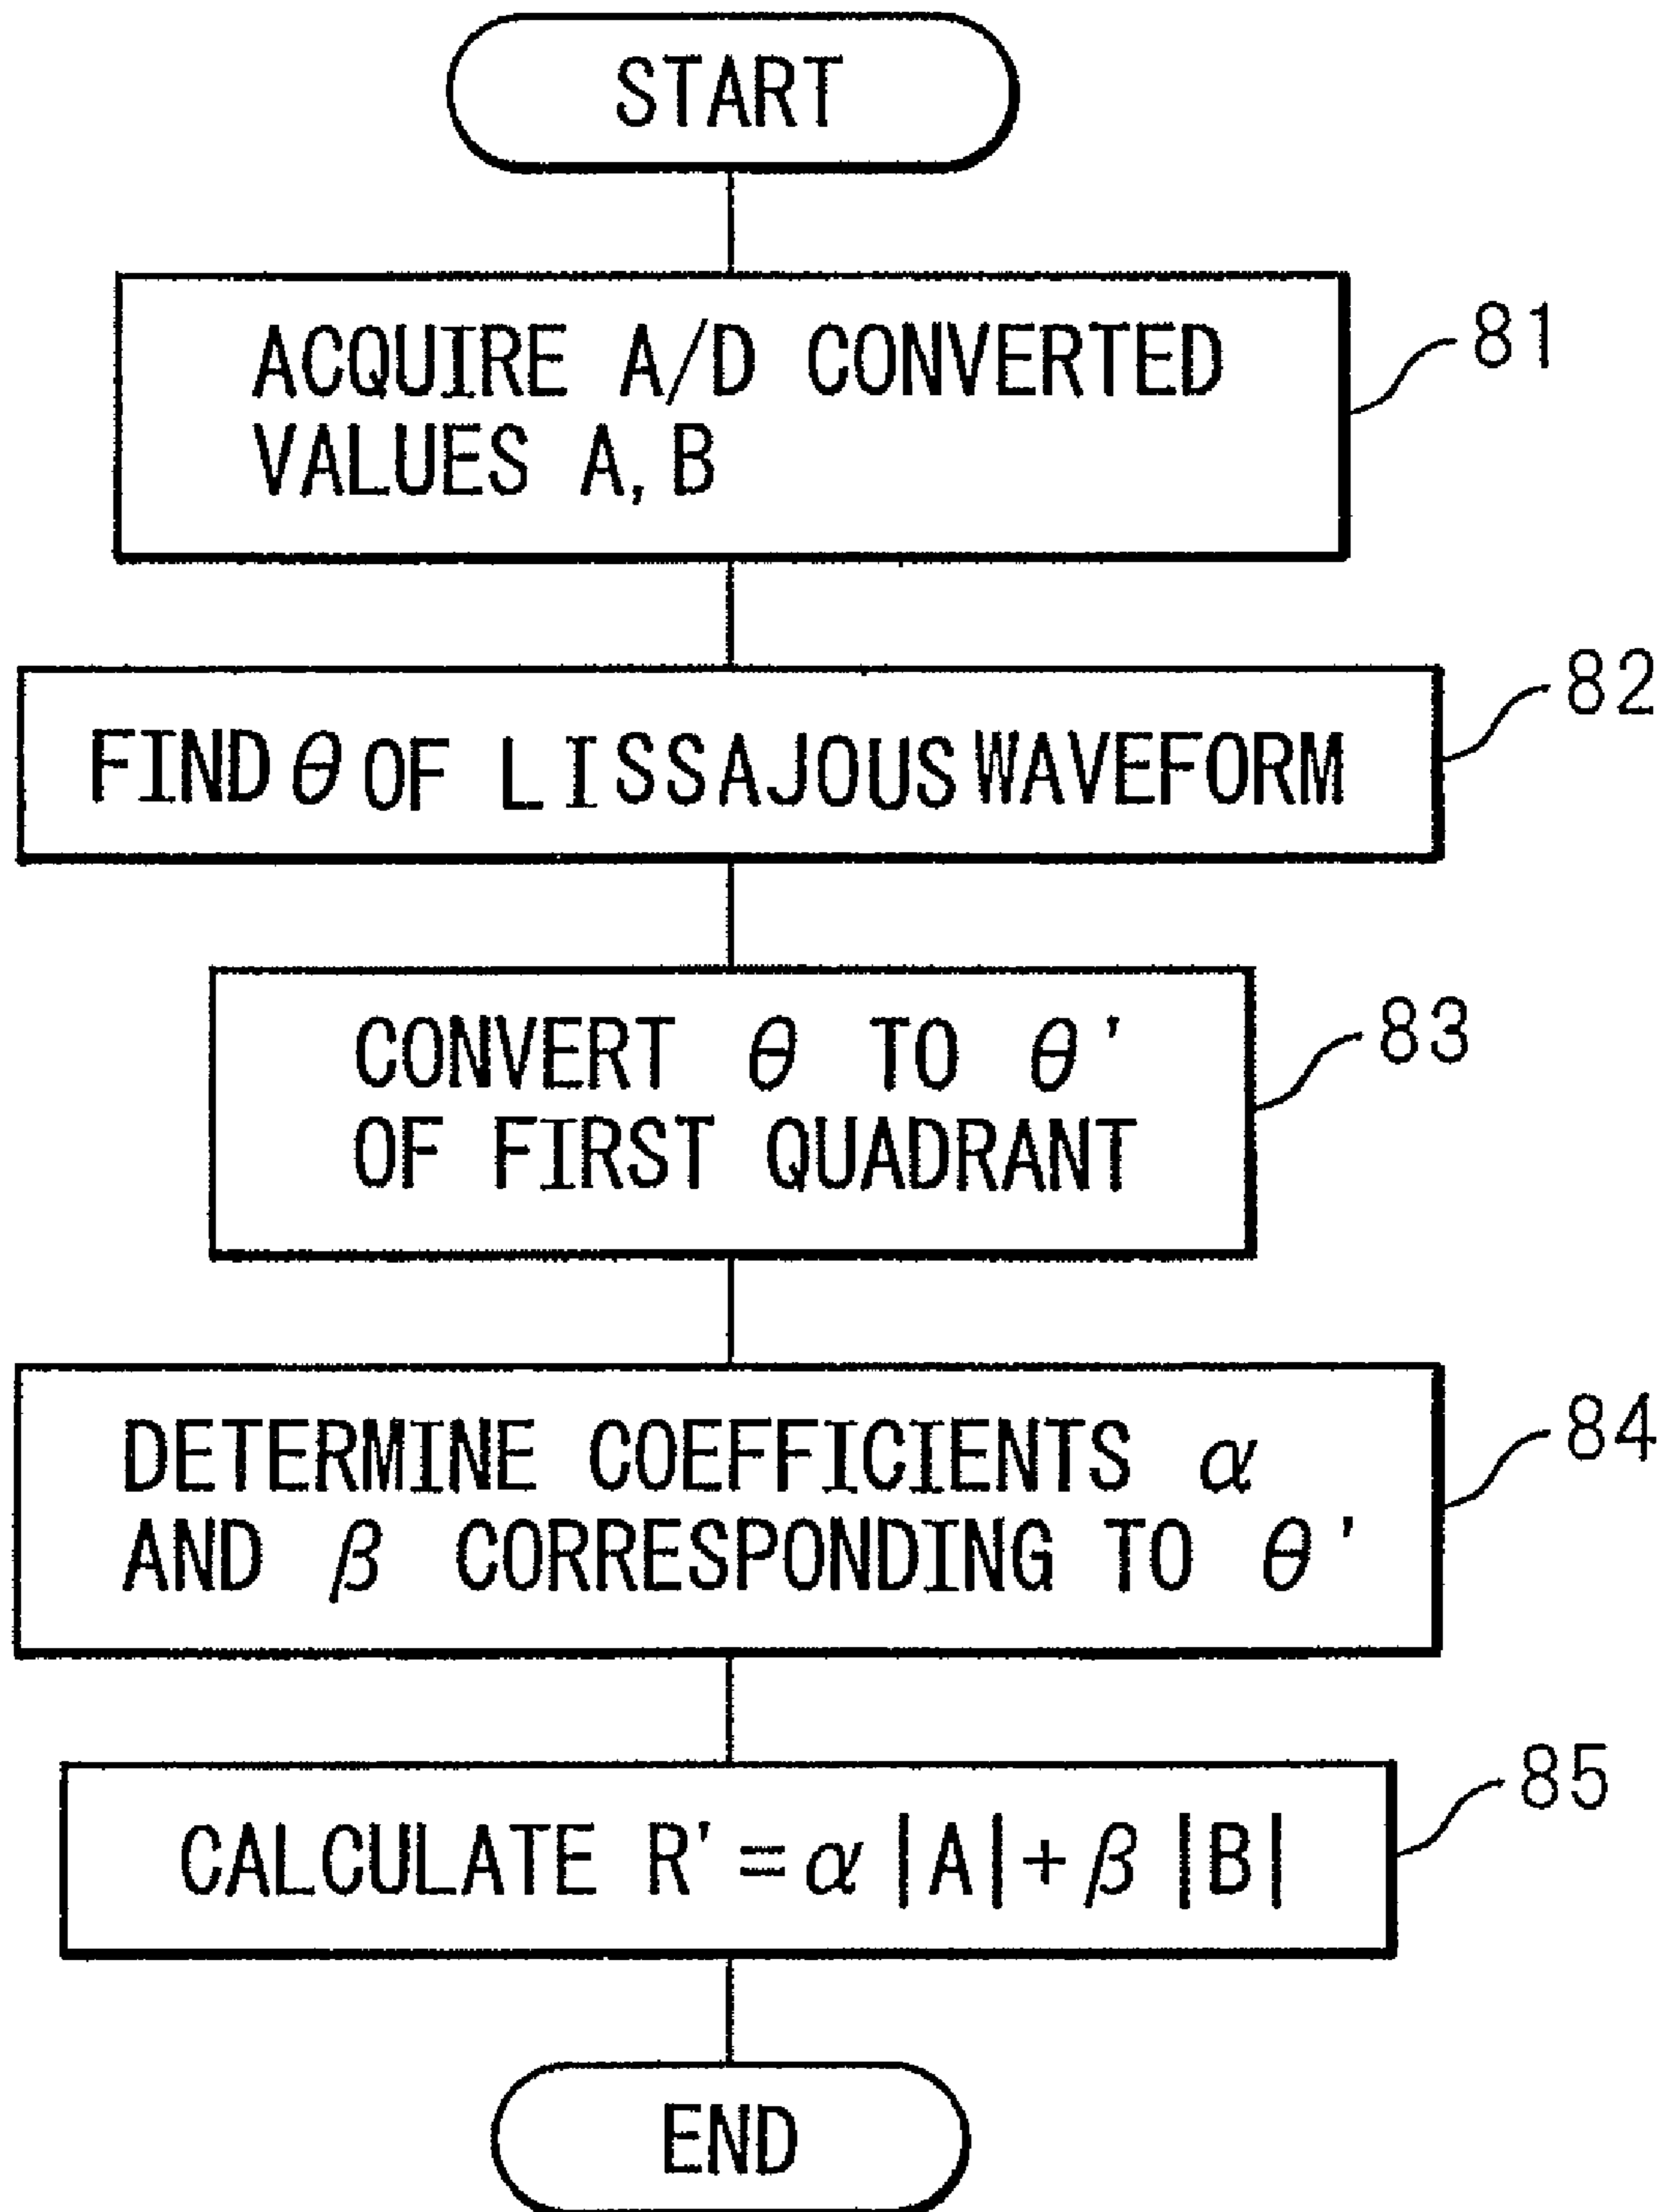 START
ACQUIRE A/D CONVERTED
VALUES A, B
81
FIND θ OF LISSAJOUS WAVEFORM
82
CONVERT θ TO θ'
OF FIRST QUADRANT
83
DETERMINE COEFFICIENTS α
AND β CORRESPONDING TO θ'
84
CALCULATE R'=α|A|+β|B|
85
END